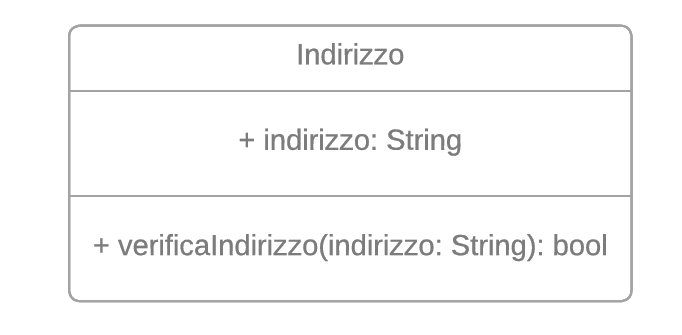 Indirizzo
+ indirizzo: String
+ verificaIndirizzo(indirizzo: String): bool